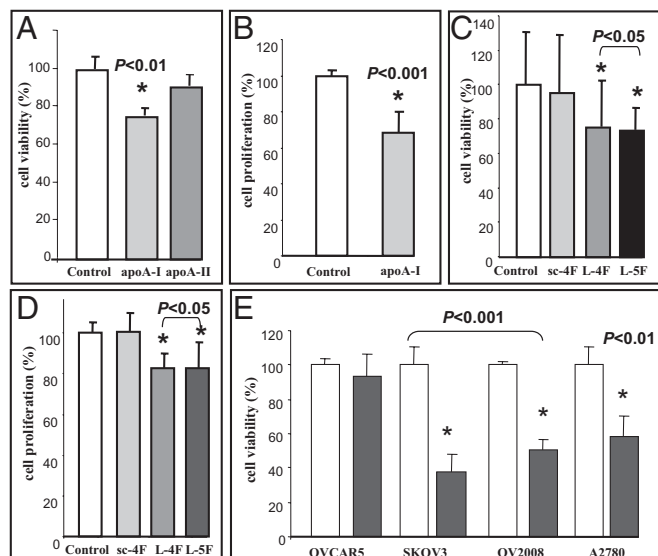 A
cell viability (%)
120
100
80
60
40
20
0
P<0.01
*
Control apoA-I apoA-II
B
cell proliferation (%)
120
100
80
60
40
20
0
P<0.001
*
Control apoA-I
C
cell viability (%)
140
120
100
80
60
40
20
0
P<0.05
* *
Control sc-4F L-4F L-5F
D
cell proliferation (%)
100
80
60
40
20
0
P<0.05
* *
Control sc-4F L-4F L-5F
E
cell viability (%)
120
100
80
60
40
20
0
P<0.001
P<0.01
* * *
OVCAR5 SKOV3 OV2008 A2780